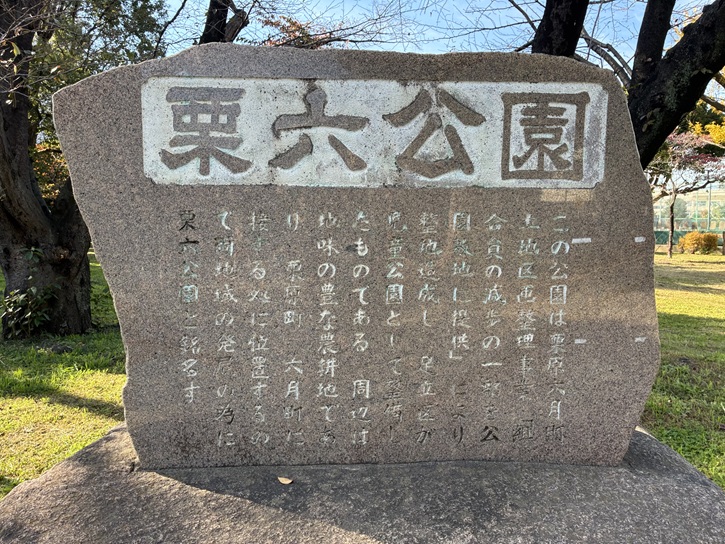 栗六公園
この公園は栗原六月町
土地区画整理事業「組
合員の減歩の一部を公
園敷地に提供」により
整地造成し 足立区が
児童公園として整備し
たものである 周辺は
地味の豊な農耕地であ
り 栗原町 六月町に
接する処に位置するの
で両地域の発展の為に
栗六公園と銘名す